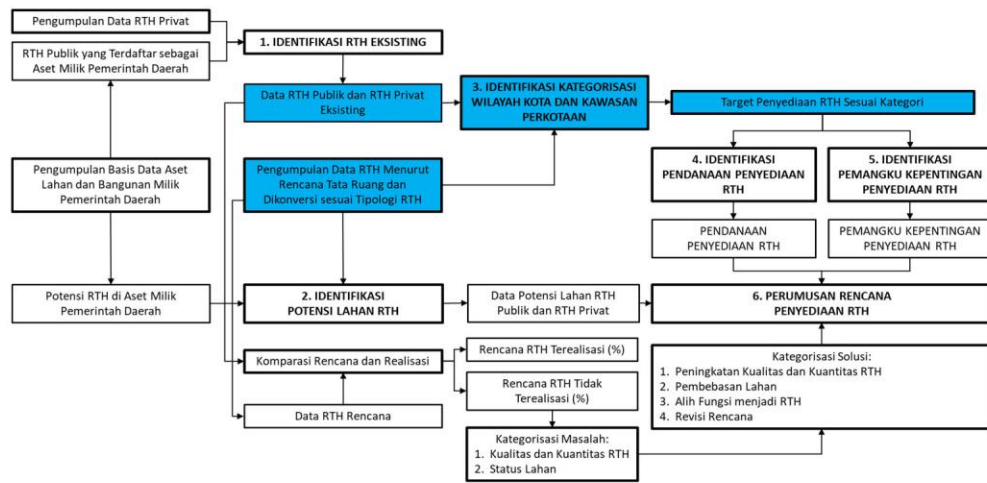 Pengumpulan Data RTH Privat
RTH Publik yang Terdaftar sebagai
Aset Milik Pemerintah Daerah
1. IDENTIFIKASI RTH EKSISTING
Data RTH Publik dan RTH Privat
Eksisting
3. IDENTIFIKASI KATEGORISASI
WILAYAH KOTA DAN KAWASAN
PERKOTAAN
Target Penyediaan RTH Sesuai Kategori
Pengumpulan Basis Data Aset
Lahan dan Bangunan Milik
Pemerintah Daerah
Pengumpulan Data RTH Menurut
Rencana Tata Ruang dan
Dikonversi sesuai Tipologi RTH
4. IDENTIFIKASI
PENDANAAN PENYEDIAAN
RTH
5. IDENTIFIKASI
PEMANGKU KEPENTINGAN
PENYEDIAAN RTH
PENDANAAN
PENYEDIAAN RTH
PEMANGKU KEPENTINGAN
PENYEDIAAN RTH
Potensi RTH di Aset Milik
Pemerintah Daerah
2. IDENTIFIKASI
POTENSI LAHAN RTH
Data Potensi Lahan RTH
Publik dan RTH Privat
6. PERUMUSAN RENCANA
PENYEDIAAN RTH
Komparasi Rencana dan Realisasi
Rencana RTH Terealisasi (%)
Rencana RTH Tidak
Terealisasi (%)
Data RTH Rencana
Kategorisasi Masalah:
1. Kualitas dan Kuantitas RTH
2. Status Lahan
Kategorisasi Solusi:
1. Peningkatan Kualitas dan Kuantitas RTH
2. Pembebasan Lahan
3. Alih Fungsi menjadi RTH
4. Revisi Rencana